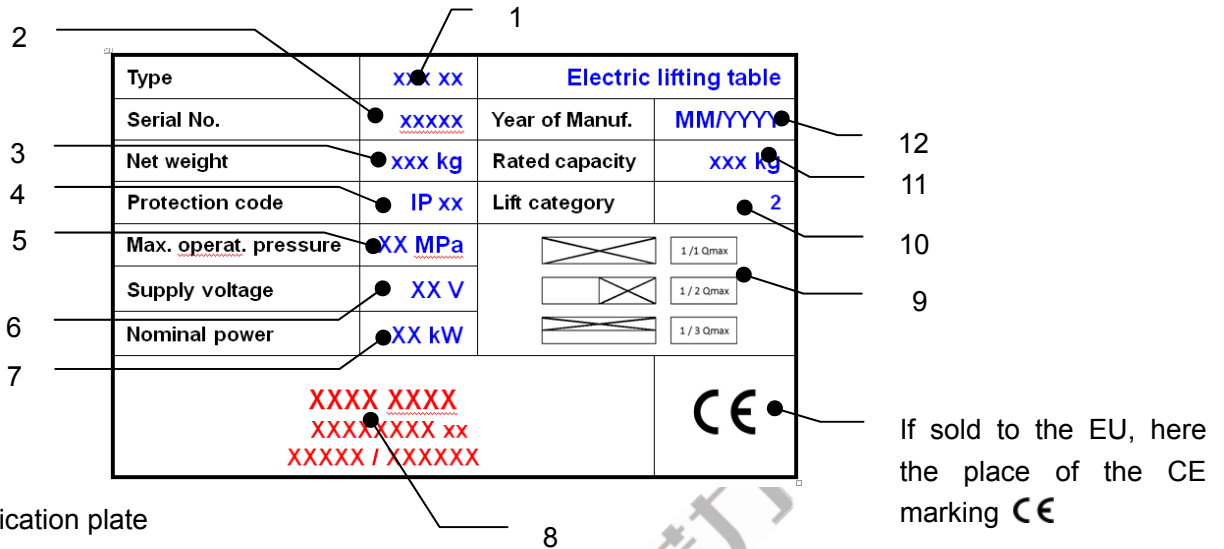 1
2
Type xxx xx Electric lifting table
Serial No. xxxxx Year of Manuf. MM/YYYY
12
3
Net weight xxx kg Rated capacity xxx kg
11
4
Protection code IP xx Lift category 2
10
5
Max. operat. pressure XX MPa
1 /1 Qmax
Supply voltage XX V
1 / 2 Qmax
9
6
Nominal power XX kW
1 / 3 Qmax
7
XXXX XXXX
XXXXXXXX xx
XXXXX / XXXXXX
CE
If sold to the EU, here
the place of the CE
marking CE
ication plate
8